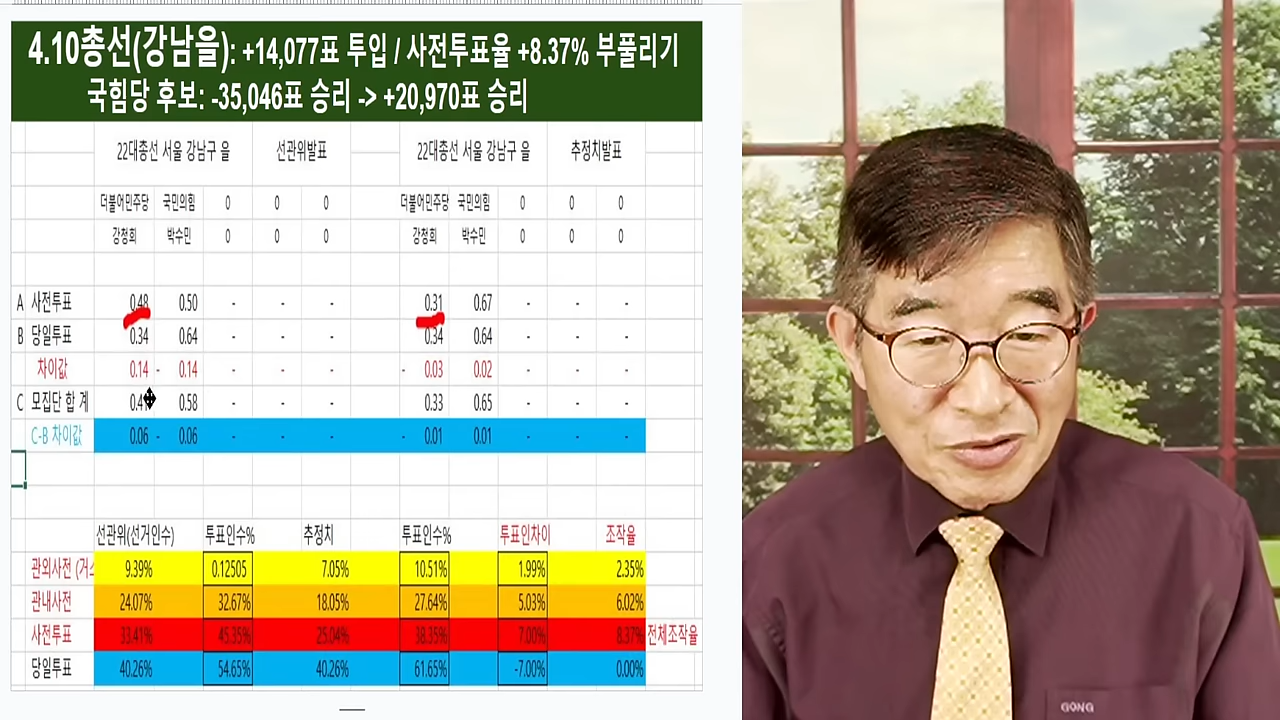 4.10총선(강남을): +14,077표 투입 / 사전투표율 +8.37% 부풀리기
국힘당 후보: -35,046표 승리 -> +20,970표 승리
22대총선 서울 강남구 을 선관위발표 22대총선 서울 강남구 을 추정치발표
더불어민주당 국민의힘 0 0 0 더불어민주당 국민의힘 0 0 0
강청희 박수민 0 0 0 강청희 박수민 0 0 0
A 사전투표 0.48 0.50 - - - 0.31 0.67 - - -
B 당일투표 0.34 0.64 - - - 0.34 0.64 - - -
차이값 0.14 - 0.14 - - - - 0.03 0.02 - - -
C 모집단 합 계 0.58 - - - 0.33 0.65 - - -
C-B 차이값 0.06 - 0.06 - - - - 0.01 0.01 - - -
선관위(선거인수) 투표인수% 추정치 투표인수% 투표인차이 조작율
관외사전 9.39% 0.12505 7.05% 10.51% 1.99% 2.35%
관내사전 24.07% 32.67% 18.05% 27.64% 5.03% 6.02%
사전투표 33.41% 45.35% 25.04% 38.35% 7.00% 8.37% 전체조작율
당일투표 40.26% 54.65% 40.26% 61.65% -7.00% 0.00%
GONG